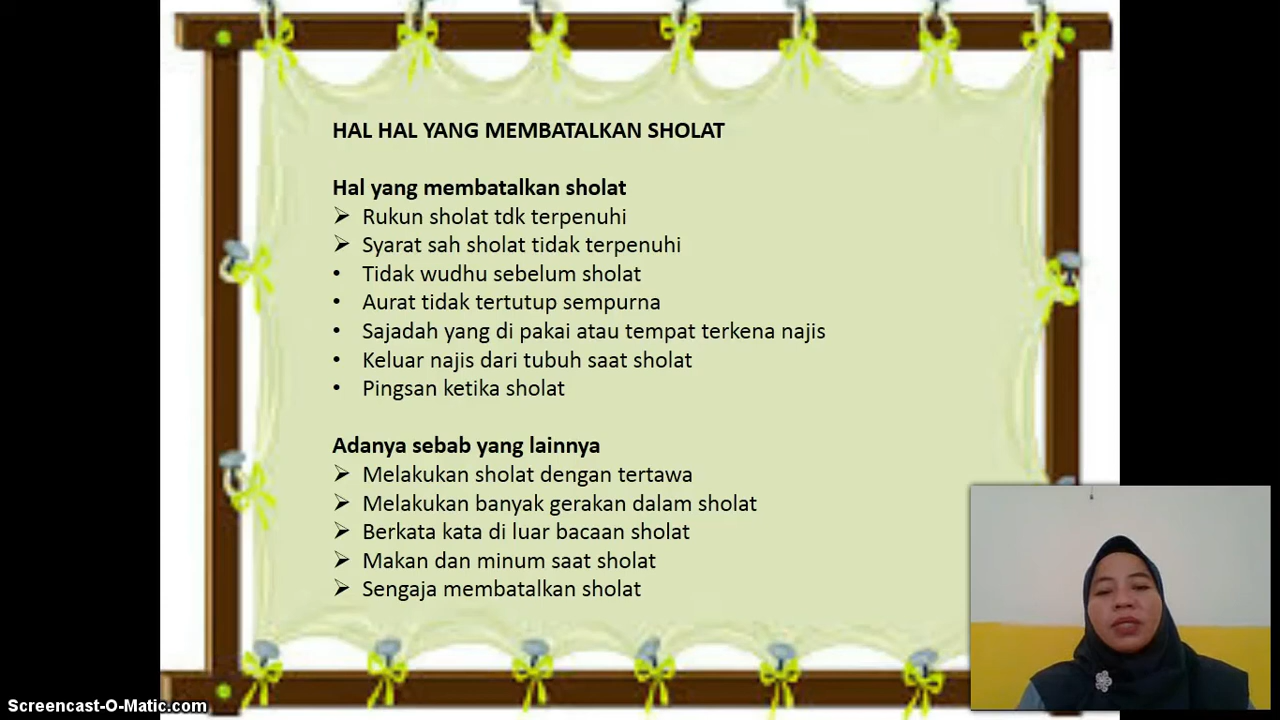 HAL HAL YANG MEMBATALKAN SHOLAT
Hal yang membatalkan sholat
➢ Rukun sholat tdk terpenuhi
➢ Syarat sah sholat tidak terpenuhi
• Tidak wudhu sebelum sholat
• Aurat tidak tertutup sempurna
• Sajadah yang di pakai atau tempat terkena najis
• Keluar najis dari tubuh saat sholat
• Pingsan ketika sholat
Adanya sebab yang lainnya
➢ Melakukan sholat dengan tertawa
➢ Melakukan banyak gerakan dalam sholat
➢ Berkata kata di luar bacaan sholat
➢ Makan dan minum saat sholat
➢ Sengaja membatalkan sholat
Screencast-O-Matic.com